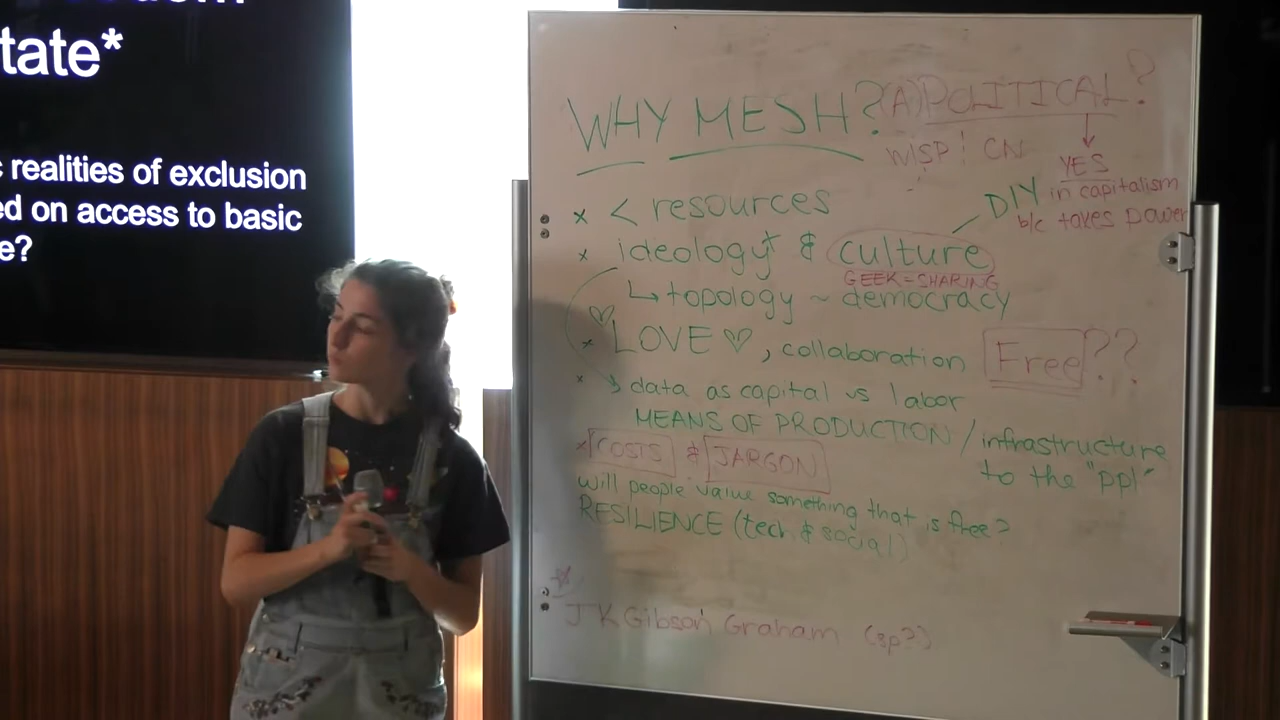 tate*
realities of exclusion
ed on access to basic
e?
WHY MESH? (A)POLITICAL?
WISP | CN
YES
DIY in capitalism
b/c takes power
x < resources
x ideology & culture
GEEK = SHARING
↳ topology ~ democracy
x LOVE ♡, collaboration Free??
x data as capital vs labor
MEANS OF PRODUCTION / infrastructure
to the "ppl"
x COSTS & JARGON
will people value something that is free?
RESILIENCE (tech & social)
☆ J K Gibson Graham (sp?)